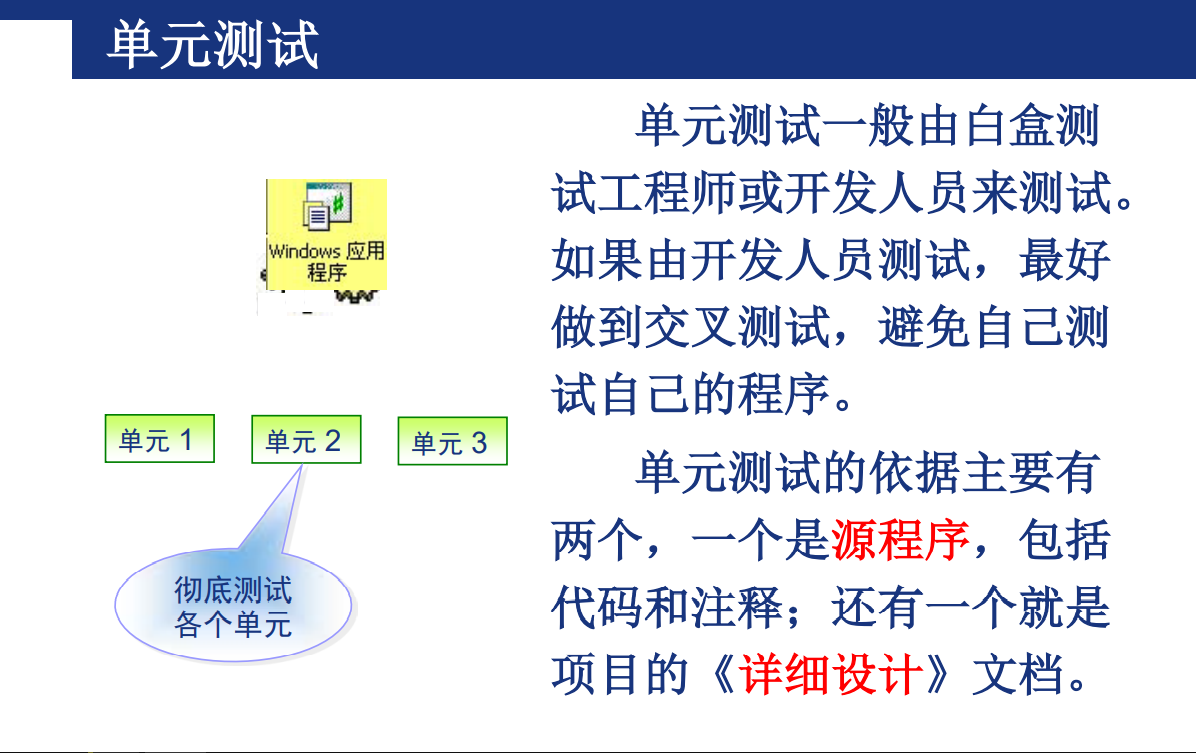 单元测试
单元测试一般由白盒测
试工程师或开发人员来测试。
如果由开发人员测试，最好
做到交叉测试，避免自己测
试自己的程序。
单元测试的依据主要有
两个，一个是源程序，包括
代码和注释；还有一个就是
项目的《详细设计》文档。
Windows 应用
程序
单元 1
单元 2
单元 3
彻底测试
各个单元